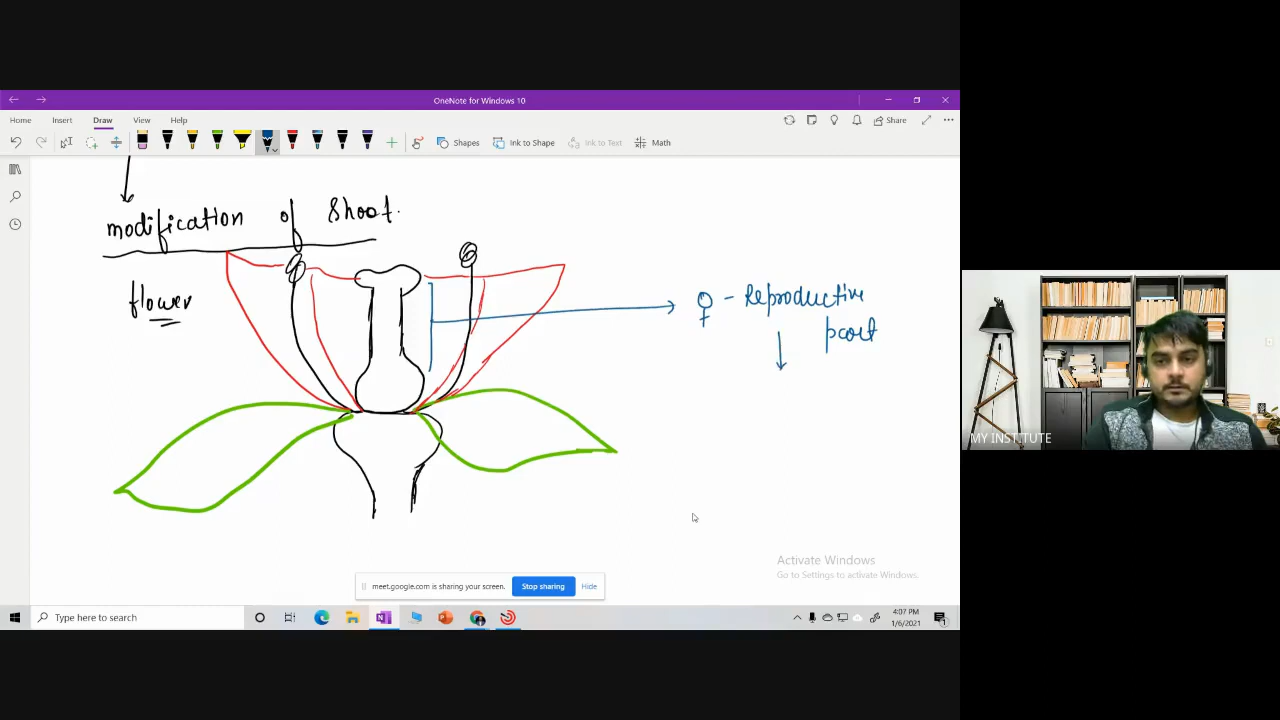 OneNote for Windows 10
Home Insert Draw View Help
Share
Shapes Ink to Shape Ink to Text Math
modification of Shoot.
flower
♀ - Reproductive
part
MY INSTITUTE
Activate Windows
Go to Settings to activate Windows.
meet.google.com is sharing your screen. Stop sharing Hide
Type here to search
4:07 PM
1/6/2021